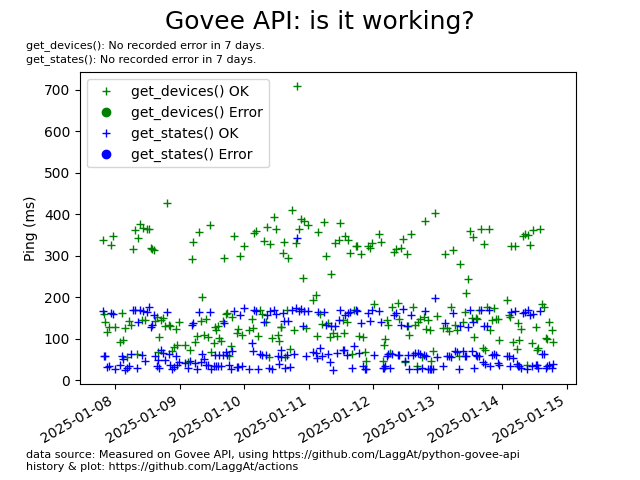 Govee API: is it working?
get_devices(): No recorded error in 7 days.
get_states(): No recorded error in 7 days.
get_devices() OK
get_devices() Error
get_states() OK
get_states() Error
Ping (ms)
700
600
500
400
300
200
100
0
2025-01-08
2025-01-09
2025-01-10
2025-01-11
2025-01-12
2025-01-13
2025-01-14
2025-01-15
data source: Measured on Govee API, using https://github.com/LaggAt/python-govee-api
history & plot: https://github.com/LaggAt/actions